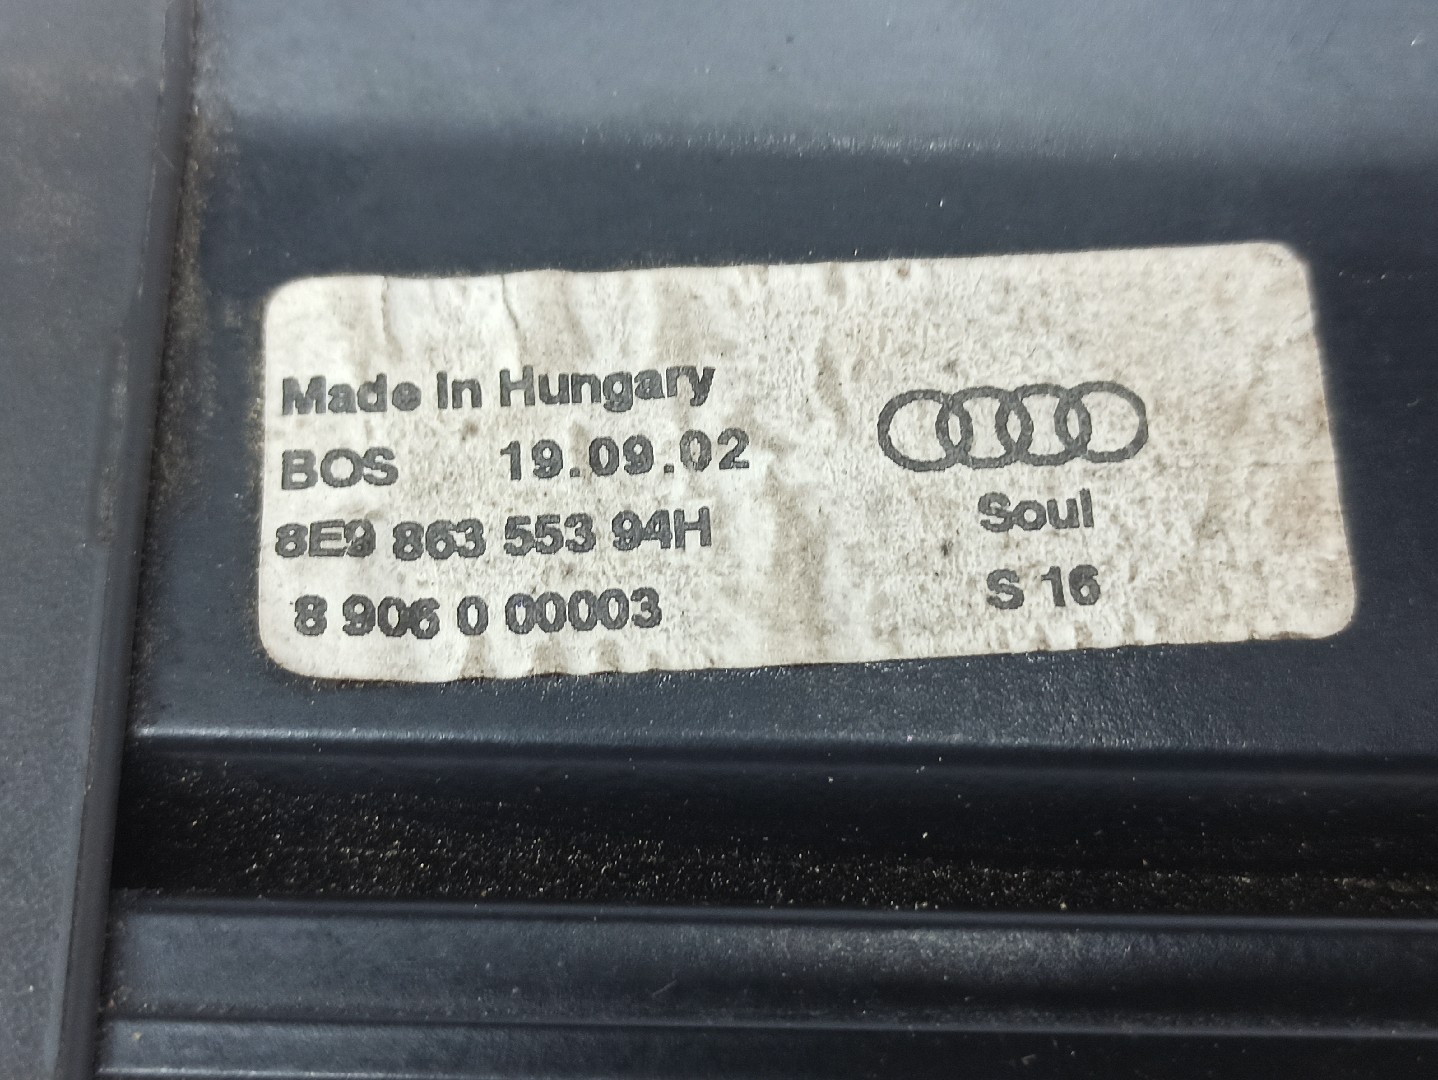 Made In Hungary
BOS 19.09.02
8E9 863 553 94H
8 906 0 00003
Soul
S 16